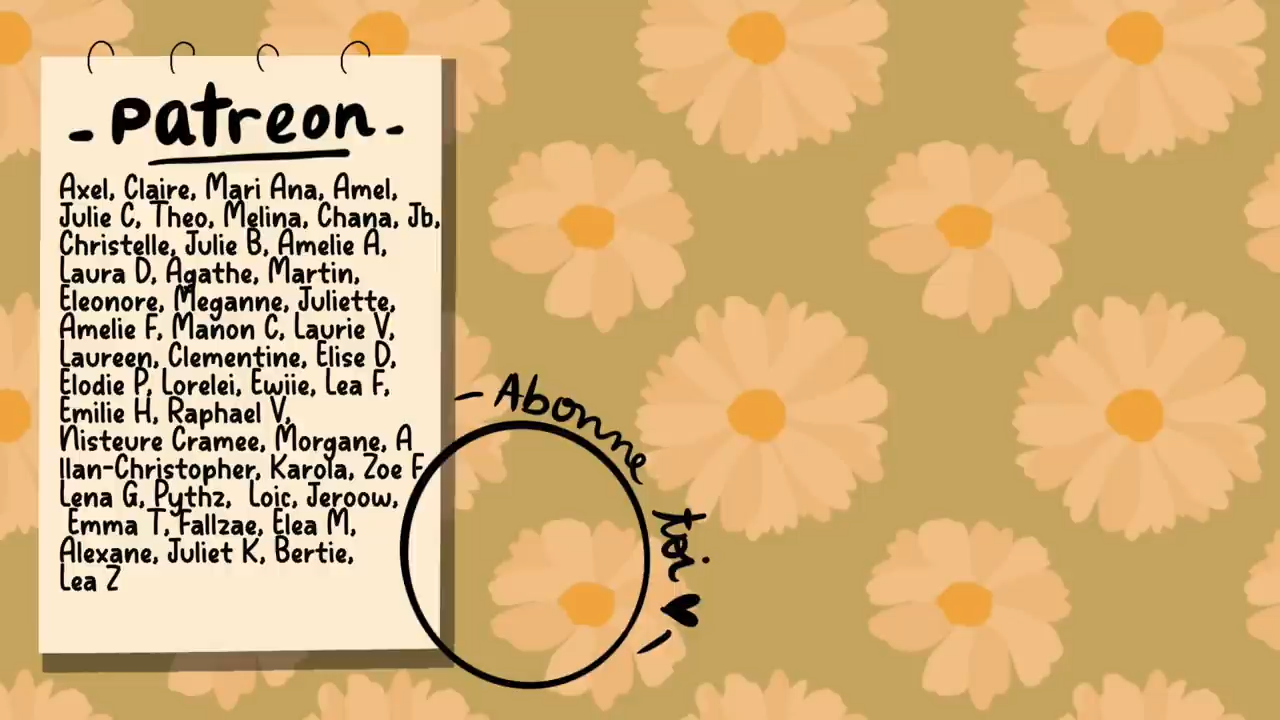 - Patreon -
Axel, Claire, Mari Ana, Amel,
Julie C, Theo, Melina, Chana, Jb,
Christelle, Julie B, Amelie A,
Laura D, Agathe, Martin,
Eleonore, Meganne, Juliette,
Amelie F, Manon C, Laurie V,
Laureen, Clementine, Elise D,
Elodie P, Lorelei, Ewiie, Lea F,
Emilie H, Raphael V,
Nisteure Cramee, Morgane, A
Ilan-Christopher, Karola, Zoe F
Lena G, Pythz, Loic, Jeroow,
Emma T, Fallzae, Elea M,
Alexane, Juliet K, Bertie,
Lea Z
- Abonne toi ♥ -